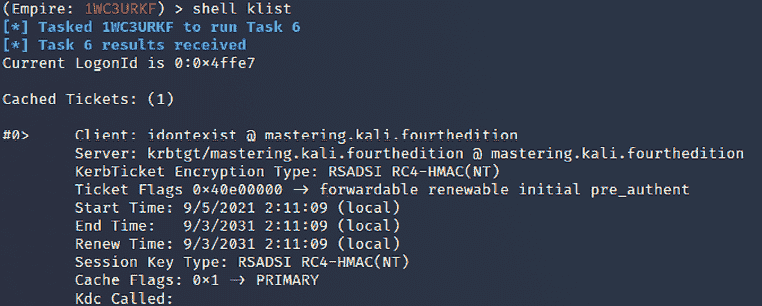 (Empire: 1WC3URKF) > shell klist
[*] Tasked 1WC3URKF to run Task 6
[*] Task 6 results received
Current LogonId is 0:0×4ffe7
Cached Tickets: (1)
#0> Client: idontexist @ mastering.kali.fourthedition
Server: krbtgt/mastering.kali.fourthedition @ mastering.kali.fourthedition
KerbTicket Encryption Type: RSADSI RC4-HMAC(NT)
Ticket Flags 0×40e00000 → forwardable renewable initial pre_authent
Start Time: 9/5/2021 2:11:09 (local)
End Time: 9/3/2031 2:11:09 (local)
Renew Time: 9/3/2031 2:11:09 (local)
Session Key Type: RSADSI RC4-HMAC(NT)
Cache Flags: 0×1 → PRIMARY
Kdc Called: